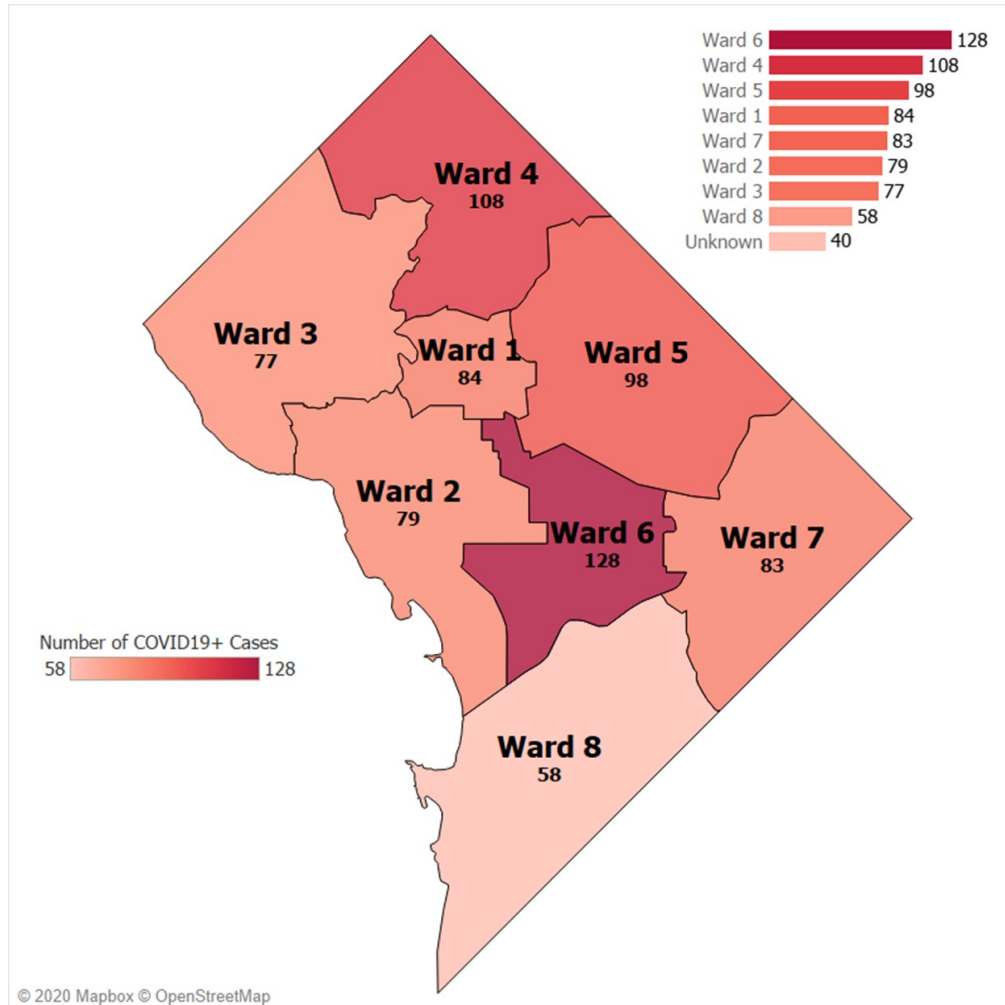 Ward 6 128
Ward 4 108
Ward 5 98
Ward 1 84
Ward 7 83
Ward 2 79
Ward 3 77
Ward 8 58
Unknown 40
Ward 4
108
Ward 3
77
Ward 1
84
Ward 5
98
Ward 2
79
Ward 6
128
Ward 7
83
Number of COVID19+ Cases
58 128
Ward 8
58
© 2020 Mapbox © OpenStreetMap